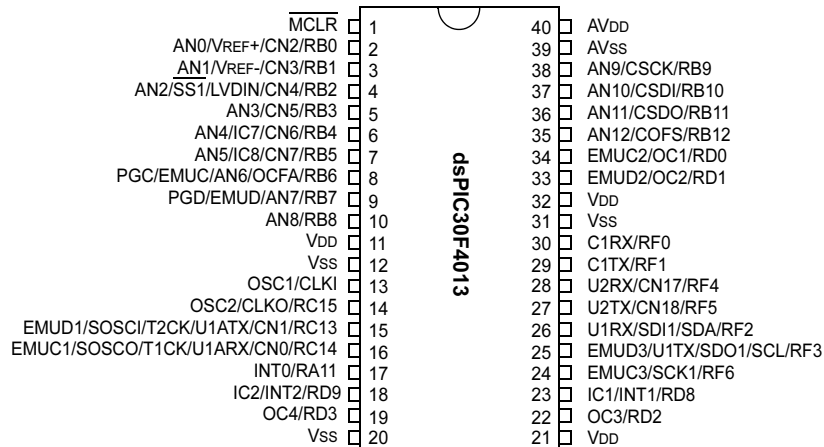 MCLR 1 40 AVDD
AN0/VREF+/CN2/RB0 2 39 AVSS
AN1/VREF-/CN3/RB1 3 38 AN9/CSCK/RB9
AN2/SS1/LVDIN/CN4/RB2 4 37 AN10/CSDI/RB10
AN3/CN5/RB3 5 36 AN11/CSDO/RB11
AN4/IC7/CN6/RB4 6 35 AN12/COFS/RB12
AN5/IC8/CN7/RB5 7 34 EMUC2/OC1/RD0
PGC/EMUC/AN6/OCFA/RB6 8 33 EMUD2/OC2/RD1
PGD/EMUD/AN7/RB7 9 32 VDD
AN8/RB8 10 31 VSS
VDD 11 30 C1RX/RF0
VSS 12 29 C1TX/RF1
OSC1/CLKI 13 28 U2RX/CN17/RF4
OSC2/CLKO/RC15 14 27 U2TX/CN18/RF5
EMUD1/SOSCI/T2CK/U1ATX/CN1/RC13 15 26 U1RX/SDI1/SDA/RF2
EMUC1/SOSCO/T1CK/U1ARX/CN0/RC14 16 25 EMUD3/U1TX/SDO1/SCL/RF3
INT0/RA11 17 24 EMUC3/SCK1/RF6
IC2/INT2/RD9 18 23 IC1/INT1/RD8
OC4/RD3 19 22 OC3/RD2
VSS 20 21 VDD
dsPIC30F4013